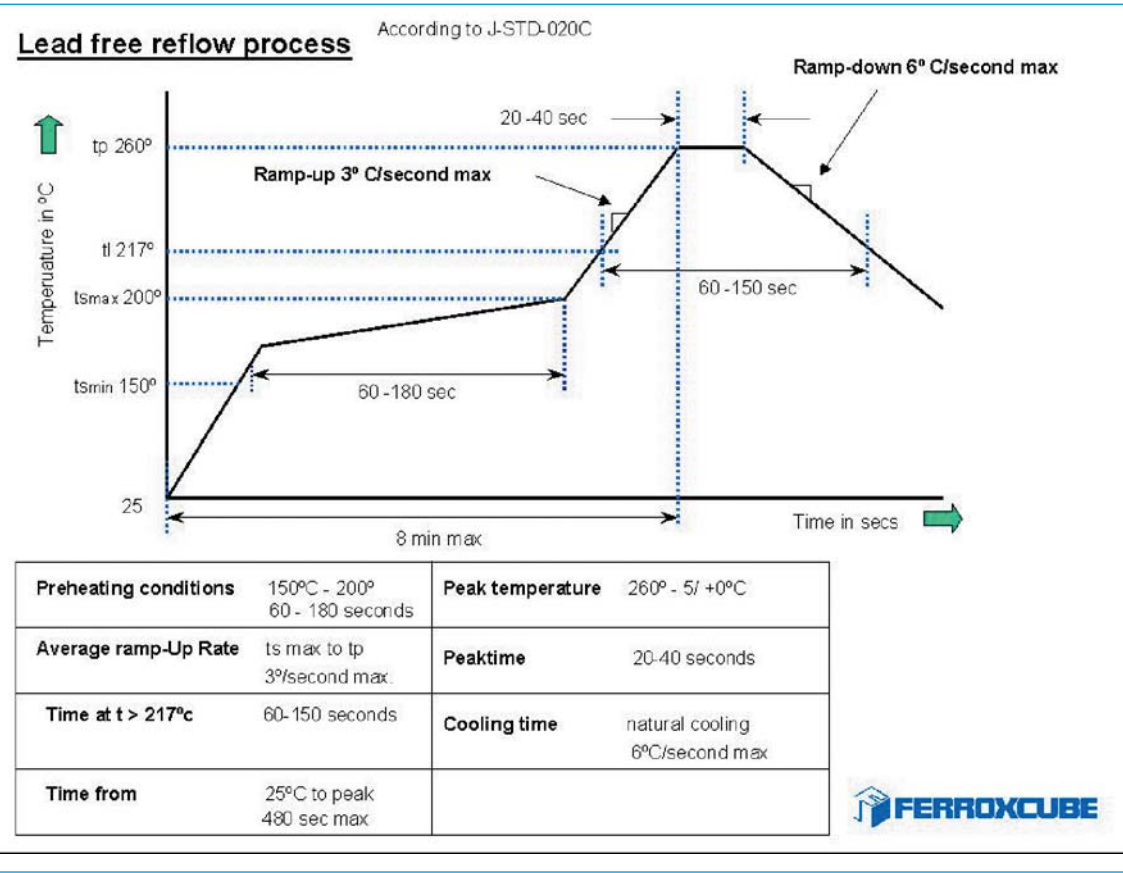 Lead free reflow process
According to J-STD-020C
Ramp-down 6º C/second max
20-40 sec
tp 260º
Ramp-up 3º C/second max
Temperuature in ºC
tl 217º
60-150 sec
tsmax 200º
tsmin 150º
60-180 sec
25
Time in secs
8 min max
Preheating conditions 150ºC - 200º
60 - 180 seconds
Peak temperature 260º - 5/ +0ºC
Average ramp-Up Rate ts max to tp
3º/second max.
Peaktime 20-40 seconds
Time at t > 217ºc 60-150 seconds
Cooling time natural cooling
6ºC/second max
Time from 25ºC to peak
480 sec max
FERROXCUBE